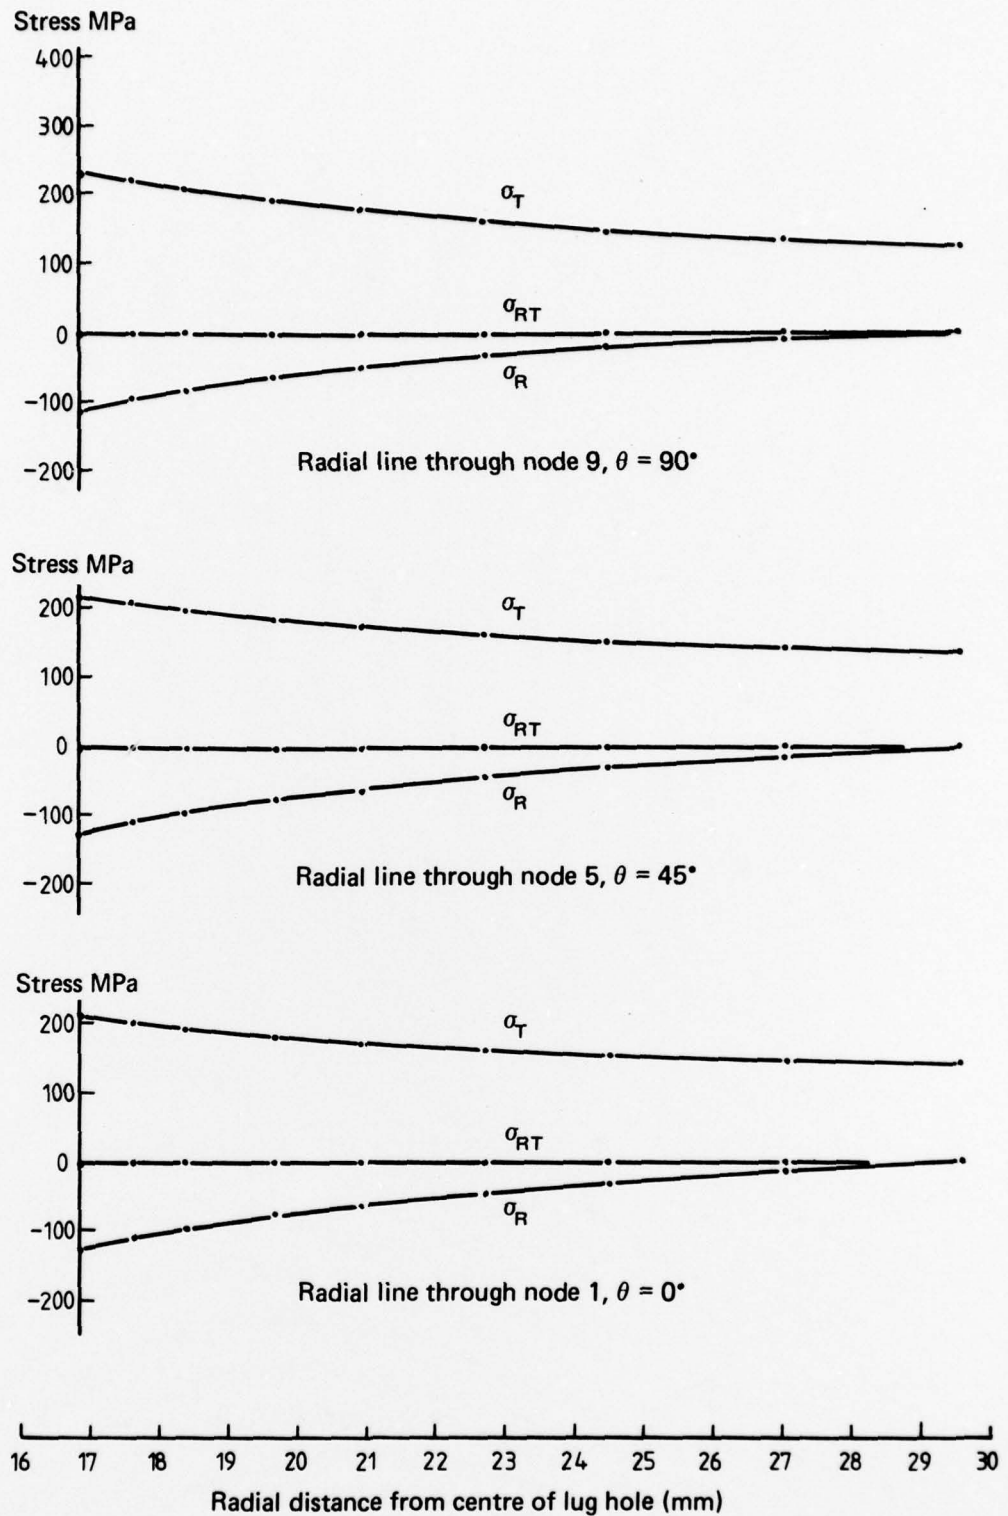 Stress MPa
400
300
200
100
0
-100
-200
σT
σRT
σR
Radial line through node 9, θ = 90°
Stress MPa
200
100
0
-100
-200
σT
σRT
σR
Radial line through node 5, θ = 45°
Stress MPa
200
100
0
-100
-200
σT
σRT
σR
Radial line through node 1, θ = 0°
16 17 18 19 20 21 22 23 24 25 26 27 28 29 30
Radial distance from centre of lug hole (mm)